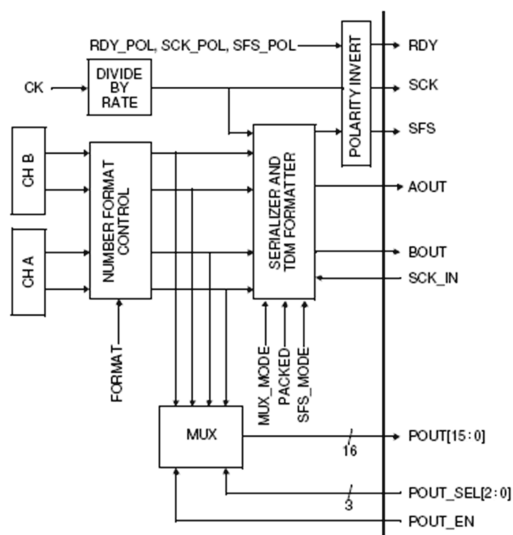 RDY_POL, SCK_POL, SFS_POL
CK
DIVIDE
BY
RATE
POLARITY INVERT
RDY
SCK
SFS
CH B
CH A
NUMBER FORMAT
CONTROL
SERIALIZER AND
TDM FORMATTER
AOUT
BOUT
SCK_IN
FORMAT
MUX_MODE
PACKED
SFS_MODE
MUX
16
POUT[15:0]
3
POUT_SEL[2:0]
POUT_EN